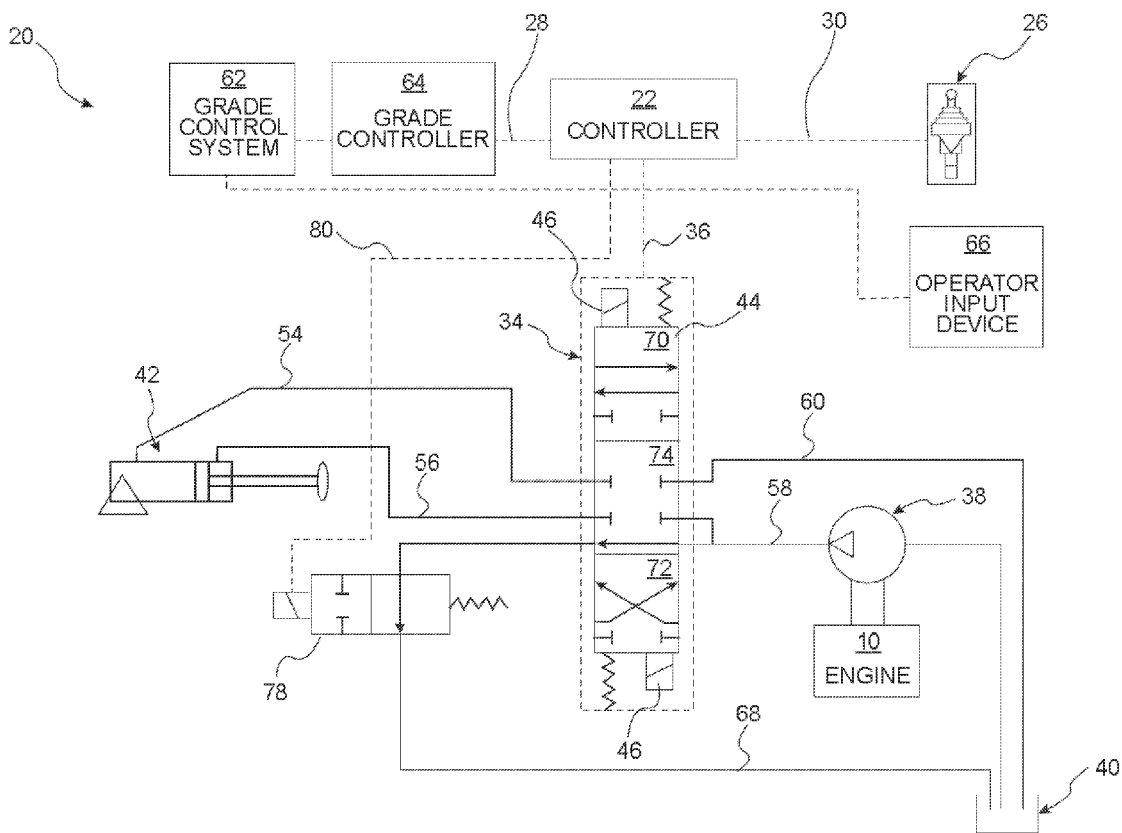 20
28
30
26
62
GRADE
CONTROL
SYSTEM
64
GRADE
CONTROLLER
22
CONTROLLER
46
36
80
66
OPERATOR
INPUT
DEVICE
34
44
70
54
42
60
74
56
58
38
72
10
ENGINE
78
46
68
40